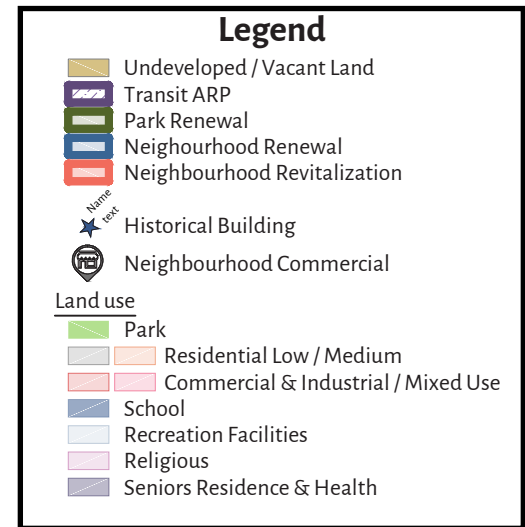 Legend
Undeveloped / Vacant Land
Transit ARP
Park Renewal
Neighourhood Renewal
Neighbourhood Revitalization
Name
text
Historical Building
Neighbourhood Commercial
Land use
Park
Residential Low / Medium
Commercial & Industrial / Mixed Use
School
Recreation Facilities
Religious
Seniors Residence & Health